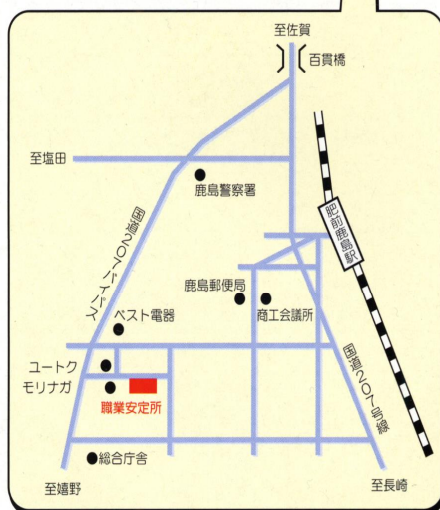 至佐賀
百貫橋
至塩田
鹿島警察署
肥前鹿島駅
国道207バイパス
鹿島郵便局
商工会議所
ベスト電器
国道207号線
ユートク
モリナガ
職業安定所
総合庁舎
至嬉野
至長崎